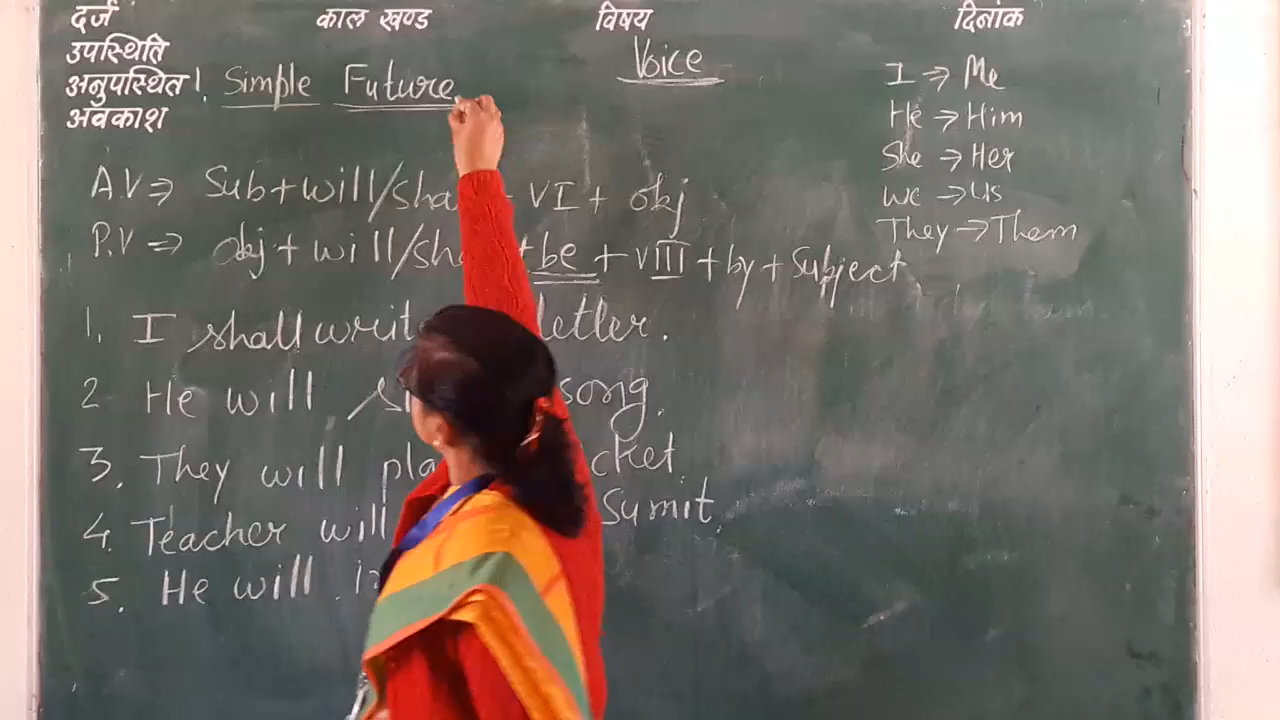 दर्ज काल खण्ड विषय दिनांक
उपस्थिति
अनुपस्थित
अवकाश
Voice
1. Simple Future
A.V ⇒ Sub + will/sha VI + obj
P.V ⇒ obj + will/sh + be + VIII + by + Subject
1. I shall writ letter.
2 He will song.
3. They will pla cket
4. Teacher will Sumit.
5. He will
I ⇒ Me
He → Him
She → Her
We → Us
They → Them